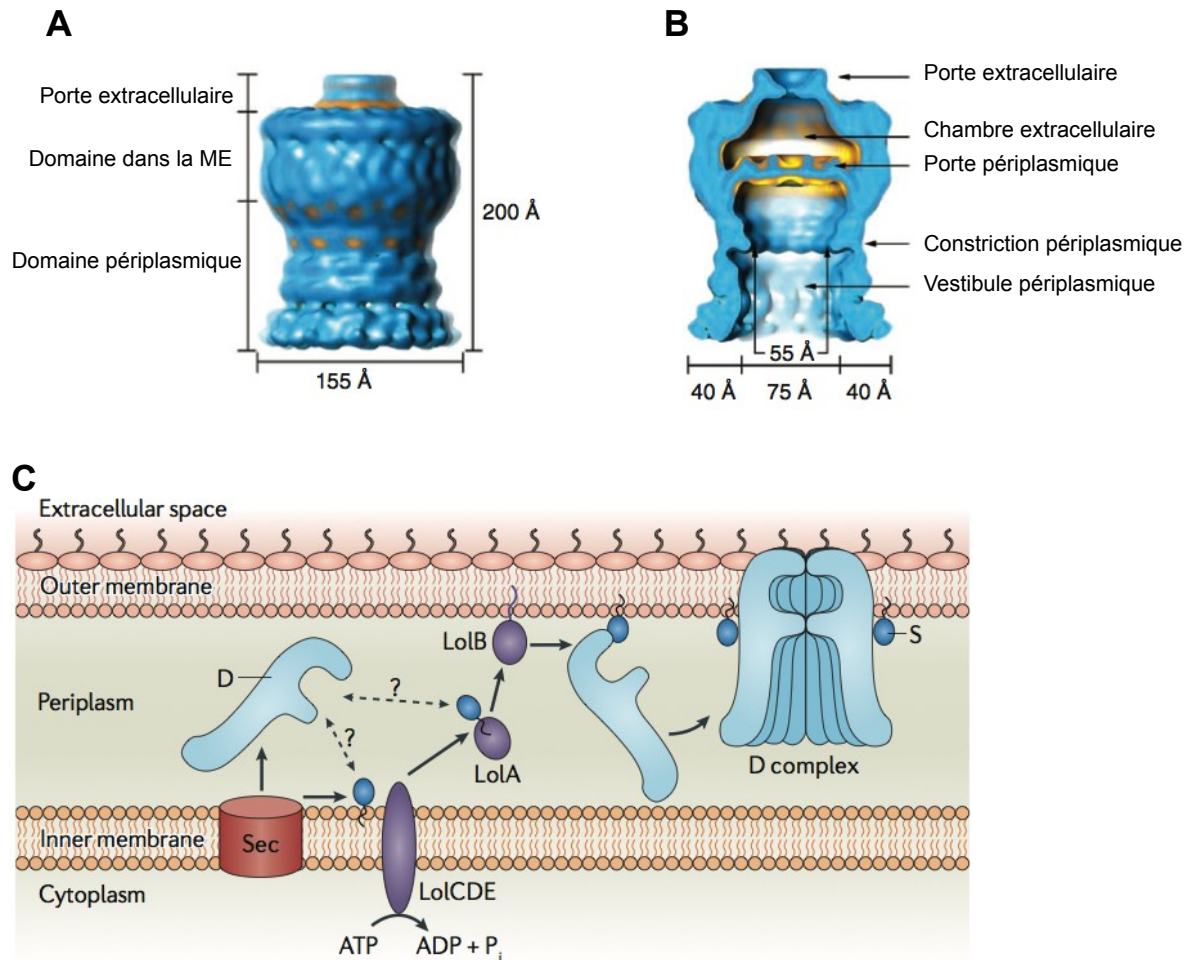 A
Porte extracellulaire
Domaine dans la ME
Domaine périplasmique
200 Å
155 Å
B
Porte extracellulaire
Chambre extracellulaire
Porte périplasmique
Constriction périplasmique
Vestibule périplasmique
55 Å
40 Å 75 Å 40 Å
C
Extracellular space
Outer membrane
LolB
S
D
?
Periplasm
?
LolA
D complex
Inner membrane
Sec
Cytoplasm
LolCDE
ATP ADP + Pi